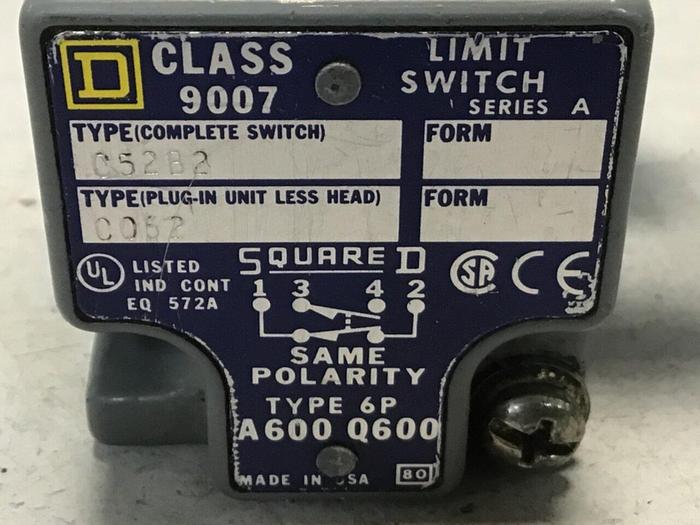 D CLASS 9007
LIMIT SWITCH
SERIES A
TYPE (COMPLETE SWITCH)
C52B2
FORM
TYPE (PLUG-IN UNIT LESS HEAD)
FORM
UL LISTED
IND CONT
EQ 572A
SQUARE D
SA CE
1 3 4 2
SAME
POLARITY
TYPE 6P
A600 Q600
MADE IN USA
80